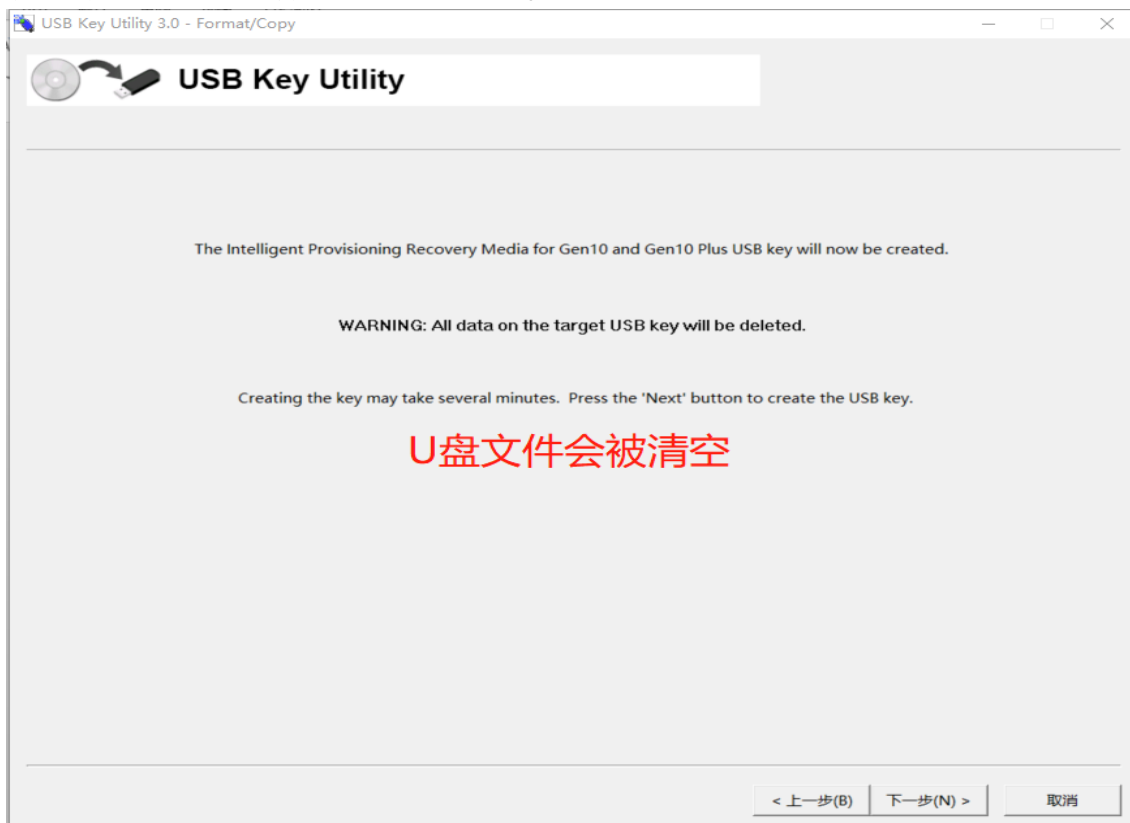 USB Key Utility 3.0 - Format/Copy
USB Key Utility
The Intelligent Provisioning Recovery Media for Gen10 and Gen10 Plus USB key will now be created.
WARNING: All data on the target USB key will be deleted.
Creating the key may take several minutes.  Press the 'Next' button to create the USB key.
U盘文件会被清空
< 上一步(B) 下一步(N) > 取消